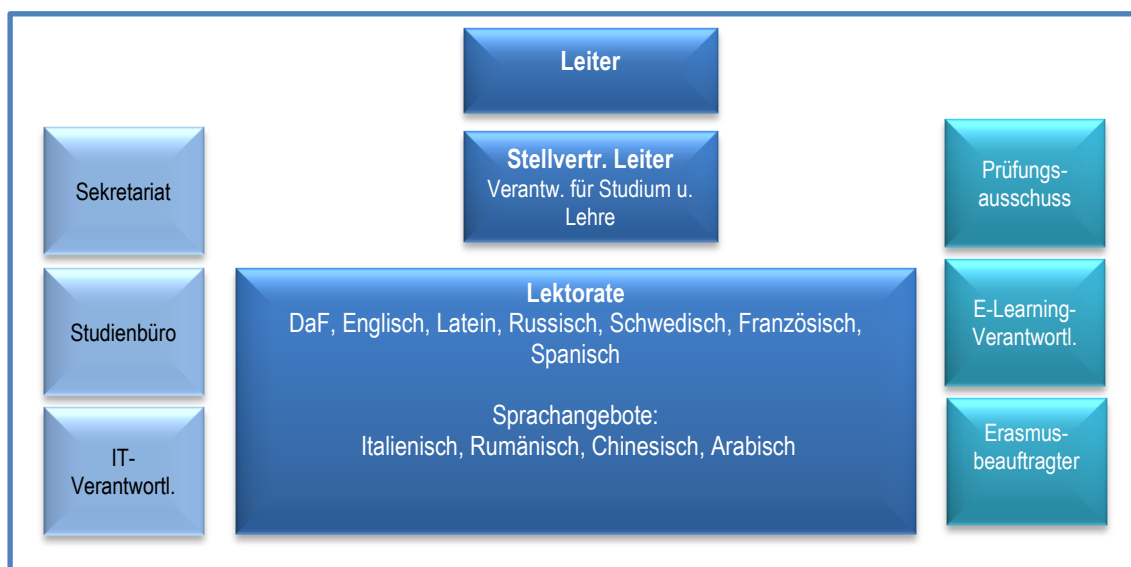 Leiter
Stellvertr. Leiter
Verantw. für Studium u.
Lehre
Sekretariat
Studienbüro
IT-
Verantwortl.
Lektorate
DaF, Englisch, Latein, Russisch, Schwedisch, Französisch,
Spanisch
Sprachangebote:
Italienisch, Rumänisch, Chinesisch, Arabisch
Prüfungs-
ausschuss
E-Learning-
Verantwortl.
Erasmus-
beauftragter